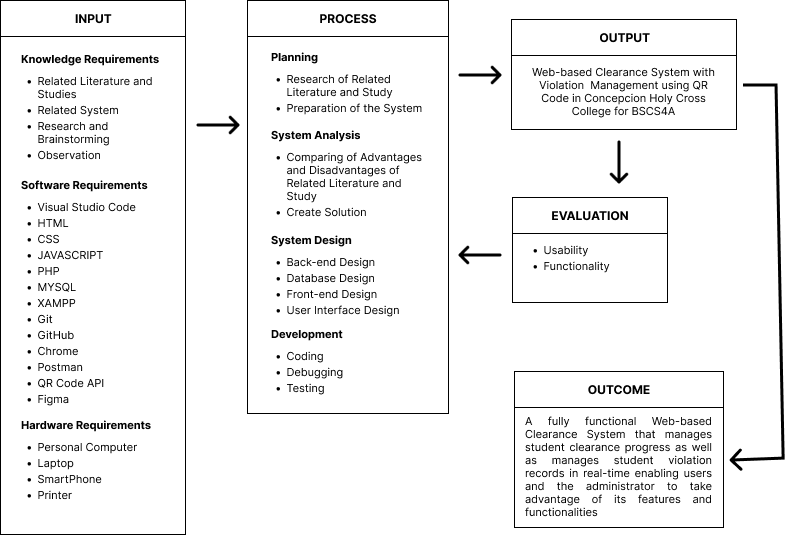 INPUT
Knowledge Requirements
• Related Literature and
Studies
• Related System
• Research and
Brainstorming
• Observation
Software Requirements
• Visual Studio Code
• HTML
• CSS
• JAVASCRIPT
• PHP
• MYSQL
• XAMPP
• Git
• GitHub
• Chrome
• Postman
• QR Code API
• Figma
Hardware Requirements
• Personal Computer
• Laptop
• SmartPhone
• Printer
PROCESS
Planning
• Research of Related
Literature and Study
• Preparation of the System
System Analysis
• Comparing of Advantages
and Disadvantages of
Related Literature and
Study
• Create Solution
System Design
• Back-end Design
• Database Design
• Front-end Design
• User Interface Design
Development
• Coding
• Debugging
• Testing
OUTPUT
Web-based Clearance System with
Violation Management using QR
Code in Concepcion Holy Cross
College for BSCS4A
EVALUATION
• Usability
• Functionality
OUTCOME
A fully functional Web-based
Clearance System that manages
student clearance progress as well
as manages student violation
records in real-time enabling users
and the administrator to take
advantage of its features and
functionalities